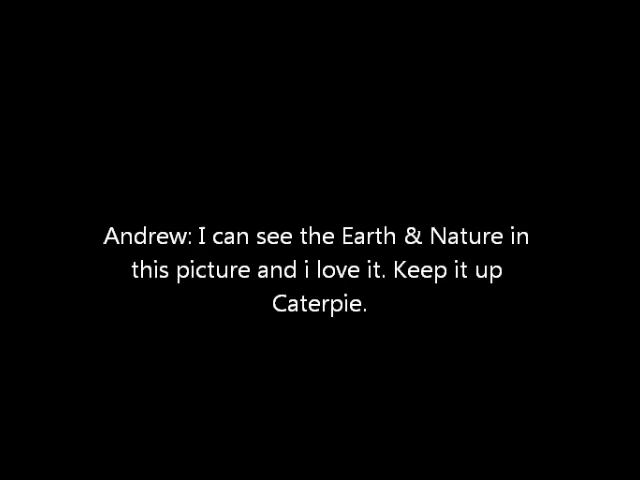 Andrew: I can see the Earth & Nature in
this picture and i love it. Keep it up
Caterpie.